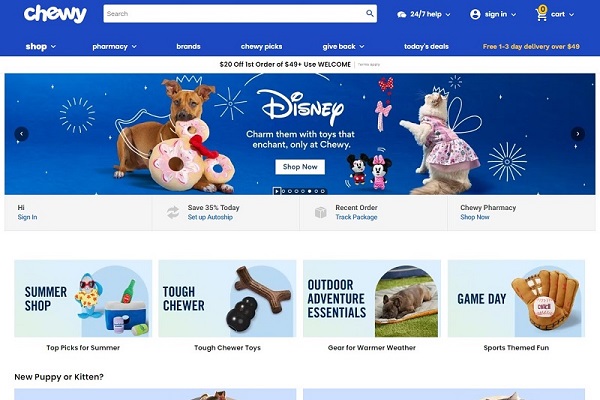 chewy
Search
24/7 help
sign in
0
cart
shop
pharmacy
brands
chewy picks
give back
today's deals
Free 1-3 day delivery over $49
$20 Off 1st Order of $49+ Use WELCOME
*terms apply.
Disney
Charm them with toys that
enchant, only at Chewy.
Shop Now
Hi
Sign In
Save 35% Today
Set up Autoship
Recent Order
Track Package
Chewy Pharmacy
Shop Now
SUMMER
SHOP
TOUGH
CHEWER
OUTDOOR
ADVENTURE
ESSENTIALS
GAME DAY
Top Picks for Summer
Tough Chewer Toys
Gear for Warmer Weather
Sports Themed Fun
New Puppy or Kitten?